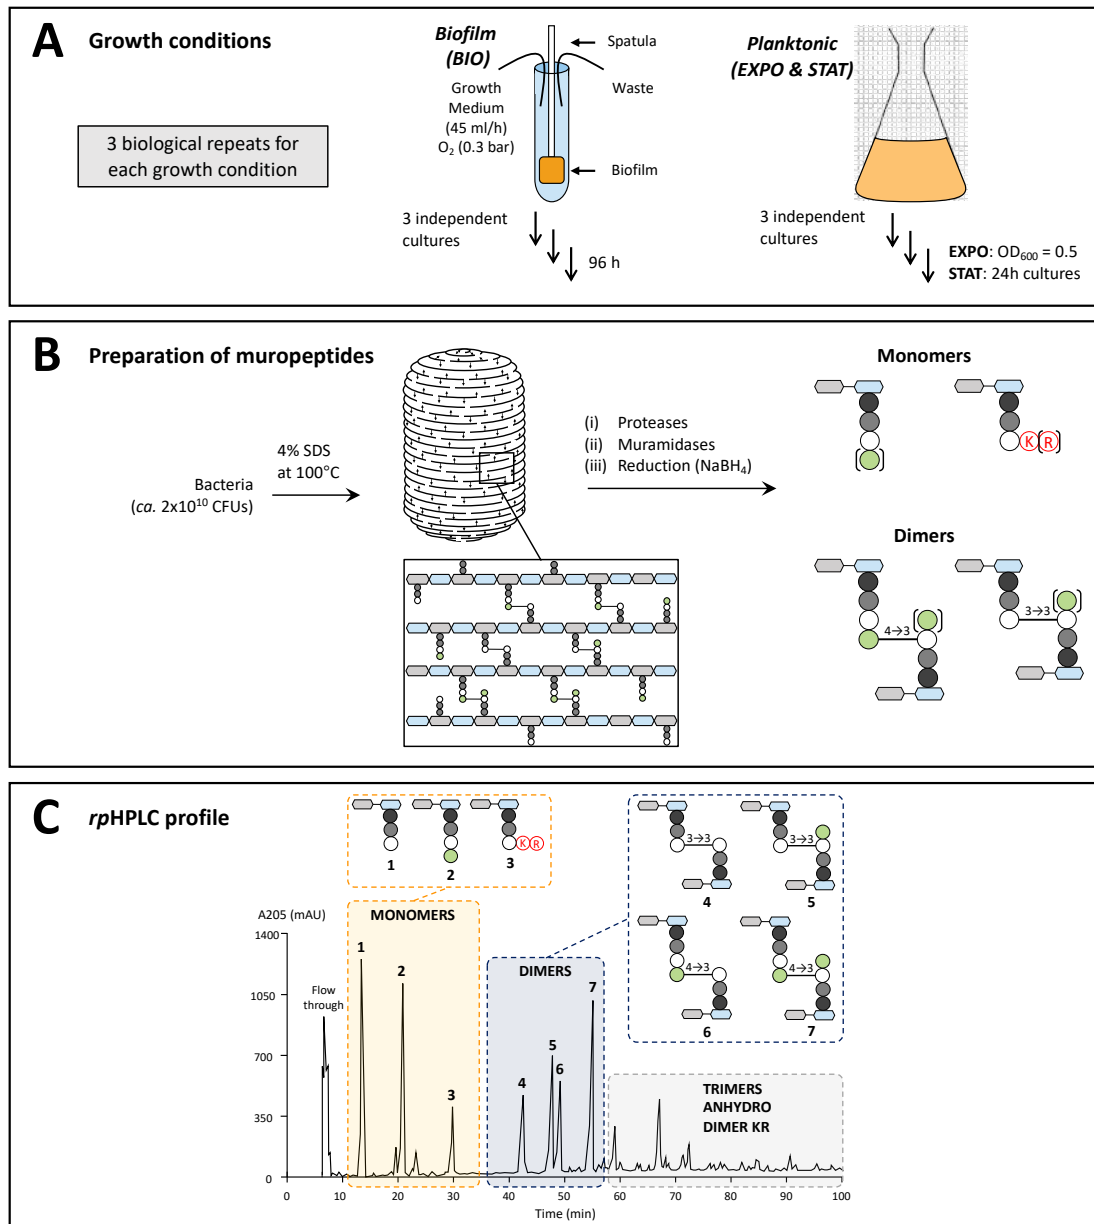 A
Growth conditions
3 biological repeats for
each growth condition
Biofilm
(BIO)
Growth
Medium
(45 ml/h)
O₂ (0.3 bar)
Spatula
Waste
Biofilm
3 independent
cultures
96 h
Planktonic
(EXPO & STAT)
3 independent
cultures
EXPO: OD₆₀₀ = 0.5
STAT: 24h cultures
B
Preparation of muropeptides
Bacteria
(ca. 2x10¹⁰ CFUs)
4% SDS
at 100°C
(i) Proteases
(ii) Muramidases
(iii) Reduction (NaBH₄)
Monomers
K R
Dimers
4→3
3→3
C
rpHPLC profile
K R
1
2
3
3→3
3→3
4
5
4→3
4→3
6
7
A205 (mAU)
1400
1050
700
350
0
Flow
through
MONOMERS
1
2
3
DIMERS
4
5
6
7
TRIMERS
ANHYDRO
DIMER KR
0 10 20 30 40 50 60 70 80 90 100
Time (min)